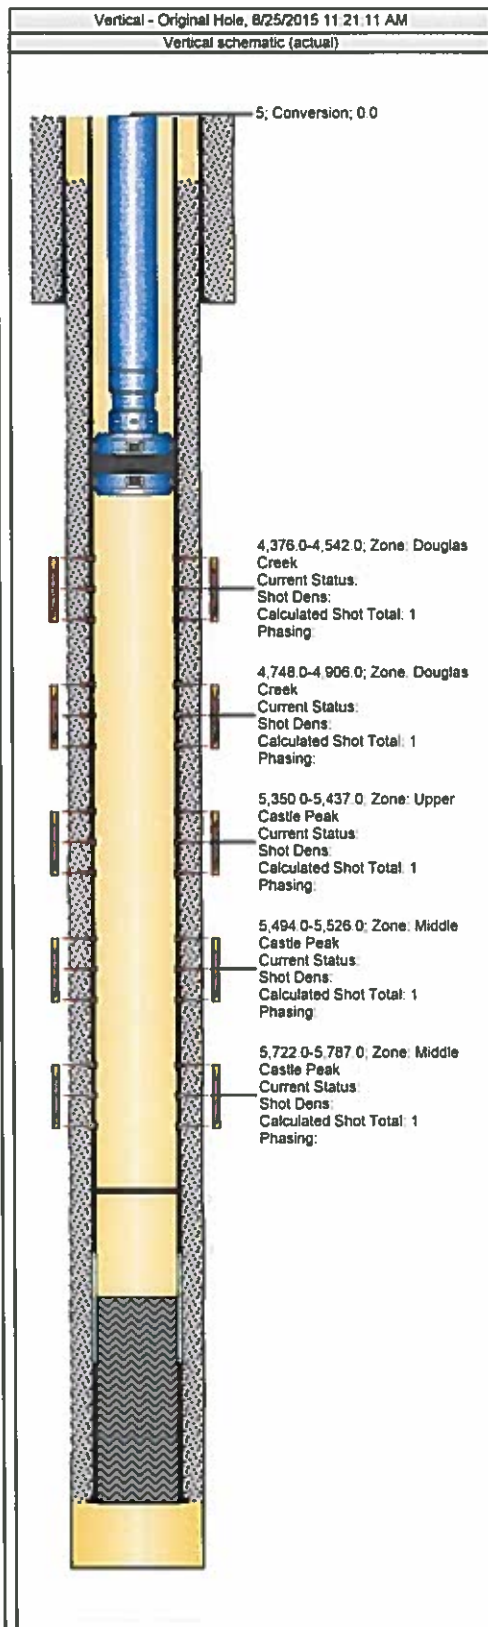 Vertical - Original Hole, 8/25/2015 11:21:11 AM
Vertical schematic (actual)
5; Conversion; 0.0
4,376.0-4,542.0; Zone: Douglas
Creek
Current Status:
Shot Dens:
Calculated Shot Total: 1
Phasing:
4,748.0-4,906.0; Zone: Douglas
Creek
Current Status:
Shot Dens:
Calculated Shot Total: 1
Phasing:
5,350.0-5,437.0; Zone: Upper
Castle Peak
Current Status:
Shot Dens:
Calculated Shot Total: 1
Phasing:
5,494.0-5,526.0; Zone: Middle
Castle Peak
Current Status:
Shot Dens:
Calculated Shot Total: 1
Phasing:
5,722.0-5,787.0; Zone: Middle
Castle Peak
Current Status:
Shot Dens:
Calculated Shot Total: 1
Phasing: